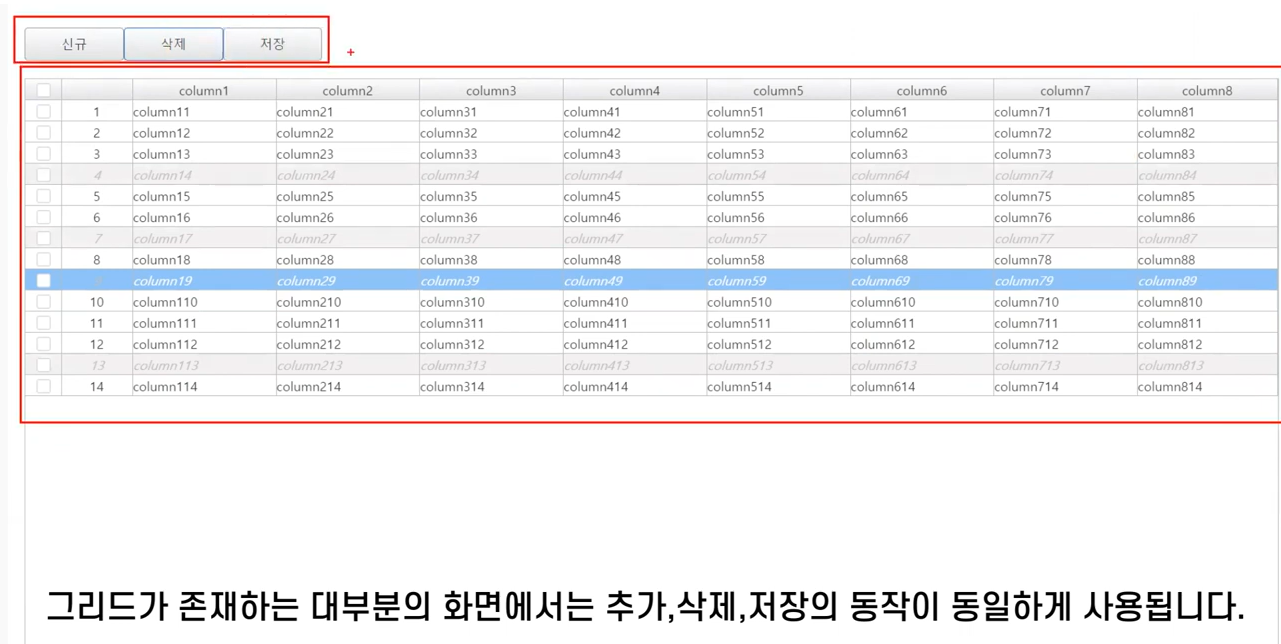 신규 삭제 저장
+
column1 column2 column3 column4 column5 column6 column7 column8
1 column11 column21 column31 column41 column51 column61 column71 column81
2 column12 column22 column32 column42 column52 column62 column72 column82
3 column13 column23 column33 column43 column53 column63 column73 column83
4 column14 column24 column34 column44 column54 column64 column74 column84
5 column15 column25 column35 column45 column55 column65 column75 column85
6 column16 column26 column36 column46 column56 column66 column76 column86
7 column17 column27 column37 column47 column57 column67 column77 column87
8 column18 column28 column38 column48 column58 column68 column78 column88
column19 column29 column39 column49 column59 column69 column79 column89
10 column110 column210 column310 column410 column510 column610 column710 column810
11 column111 column211 column311 column411 column511 column611 column711 column811
12 column112 column212 column312 column412 column512 column612 column712 column812
13 column113 column213 column313 column413 column513 column613 column713 column813
14 column114 column214 column314 column414 column514 column614 column714 column814
그리드가 존재하는 대부분의 화면에서는 추가,삭제,저장의 동작이 동일하게 사용됩니다.